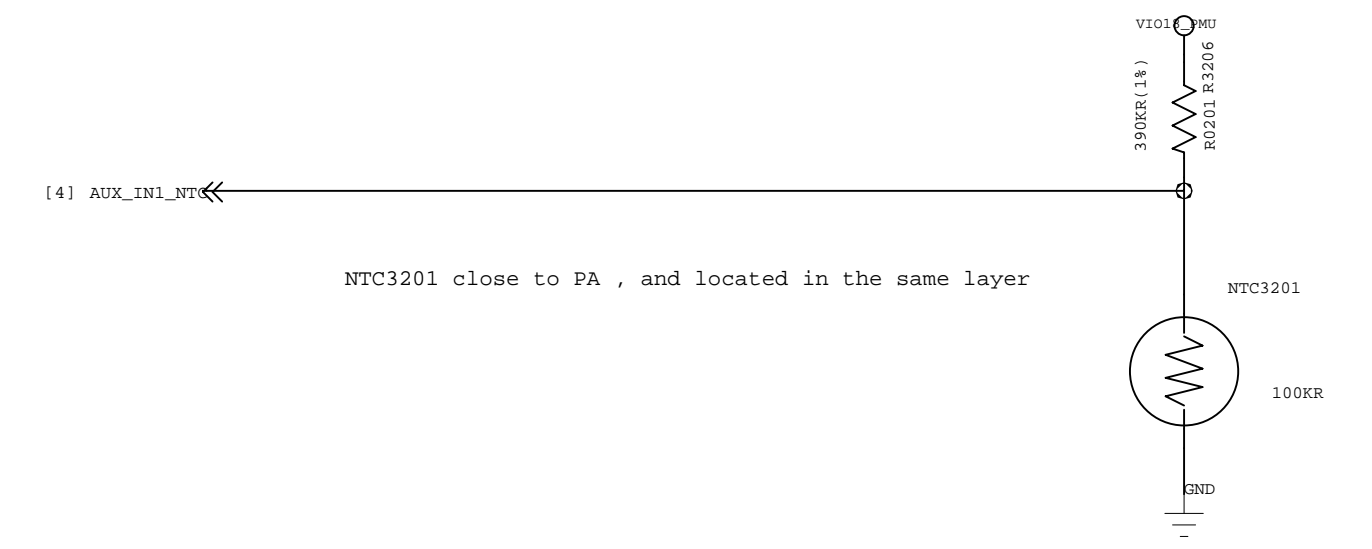 VIO18_PMU
390KR(1%)
R0201 R3206
[4] AUX_IN1_NTC
NTC3201 close to PA , and located in the same layer
NTC3201
100KR
GND